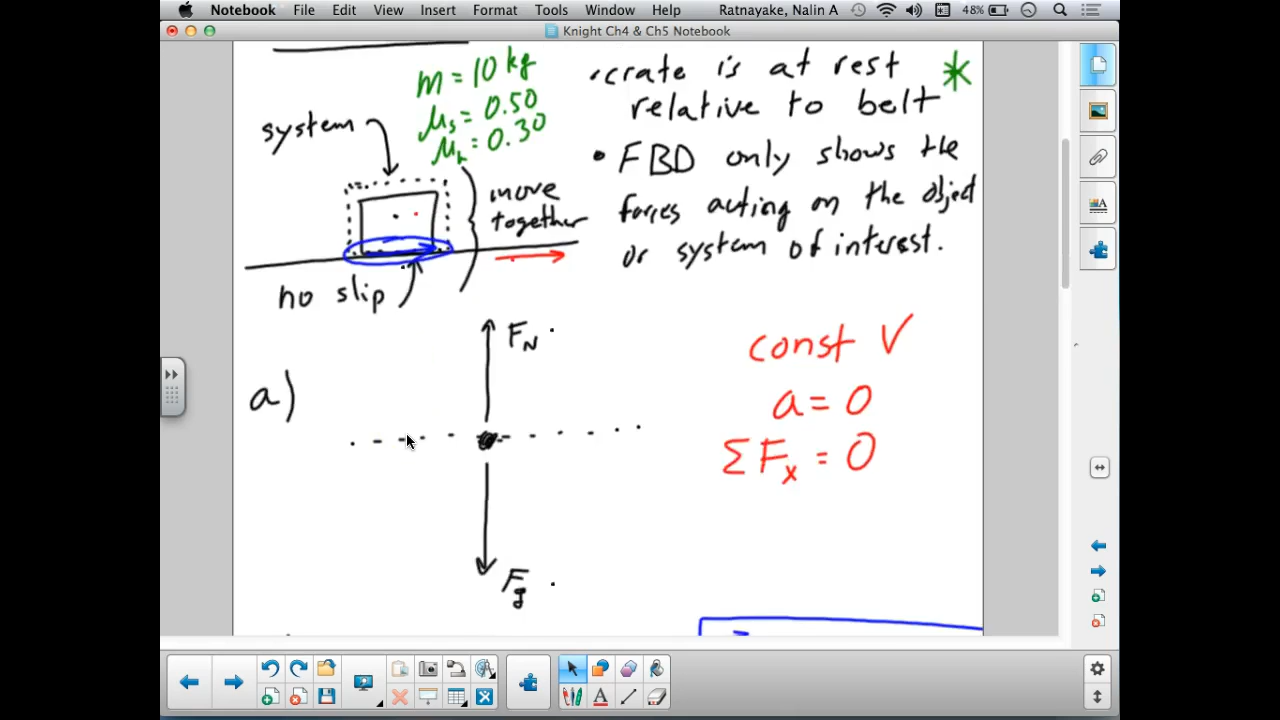 Notebook File Edit View Insert Format Tools Window Help Ratnayake, Nalin A 48%
Knight Ch4 & Ch5 Notebook
m = 10 kg
μs = 0.50
μk = 0.30
system
move
together
no slip
• crate is at rest *
relative to belt
• FBD only shows the
forces acting on the object
or system of interest.
a)
FN
Fg
const V
a = 0
ΣFx = 0